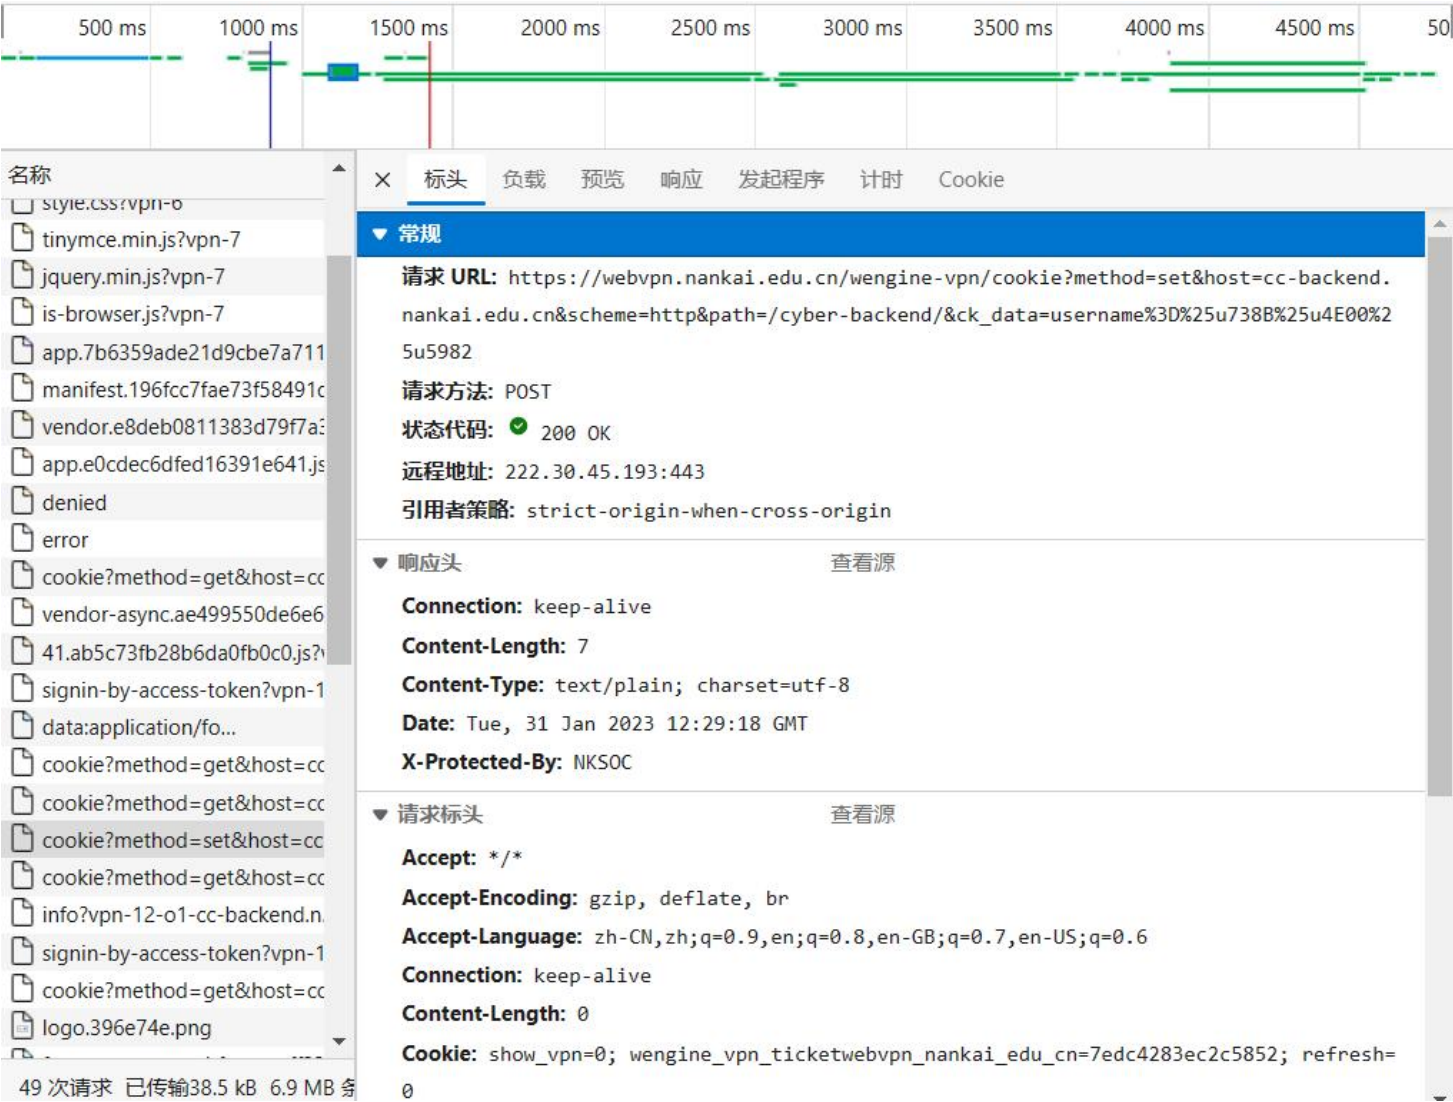 500 ms 1000 ms 1500 ms 2000 ms 2500 ms 3000 ms 3500 ms 4000 ms 4500 ms 50
名称
style.css?vpn-6
tinymce.min.js?vpn-7
jquery.min.js?vpn-7
is-browser.js?vpn-7
app.7b6359ade21d9cbe7a711
manifest.196fcc7fae73f58491c
vendor.e8deb0811383d79f7a3
app.e0cdec6dfed16391e641.js
denied
error
cookie?method=get&host=cc
vendor-async.ae499550de6e6
41.ab5c73fb28b6da0fb0c0.js?v
signin-by-access-token?vpn-1
data:application/fo...
cookie?method=get&host=cc
cookie?method=get&host=cc
cookie?method=set&host=cc
cookie?method=get&host=cc
info?vpn-12-o1-cc-backend.n.
signin-by-access-token?vpn-1
cookie?method=get&host=cc
logo.396e74e.png
49 次请求 已传输38.5 kB 6.9 MB 条
标头 负载 预览 响应 发起程序 计时 Cookie
常规
请求 URL: https://webvpn.nankai.edu.cn/wengine-vpn/cookie?method=set&host=cc-backend.
nankai.edu.cn&scheme=http&path=/cyber-backend/&ck_data=username%3D%25u738B%25u4E00%2
5u5982
请求方法: POST
状态代码: 200 OK
远程地址: 222.30.45.193:443
引用者策略: strict-origin-when-cross-origin
响应头 查看源
Connection: keep-alive
Content-Length: 7
Content-Type: text/plain; charset=utf-8
Date: Tue, 31 Jan 2023 12:29:18 GMT
X-Protected-By: NKSOC
请求标头 查看源
Accept: */*
Accept-Encoding: gzip, deflate, br
Accept-Language: zh-CN,zh;q=0.9,en;q=0.8,en-GB;q=0.7,en-US;q=0.6
Connection: keep-alive
Content-Length: 0
Cookie: show_vpn=0; wengine_vpn_ticketwebvpn_nankai_edu_cn=7edc4283ec2c5852; refresh=
0